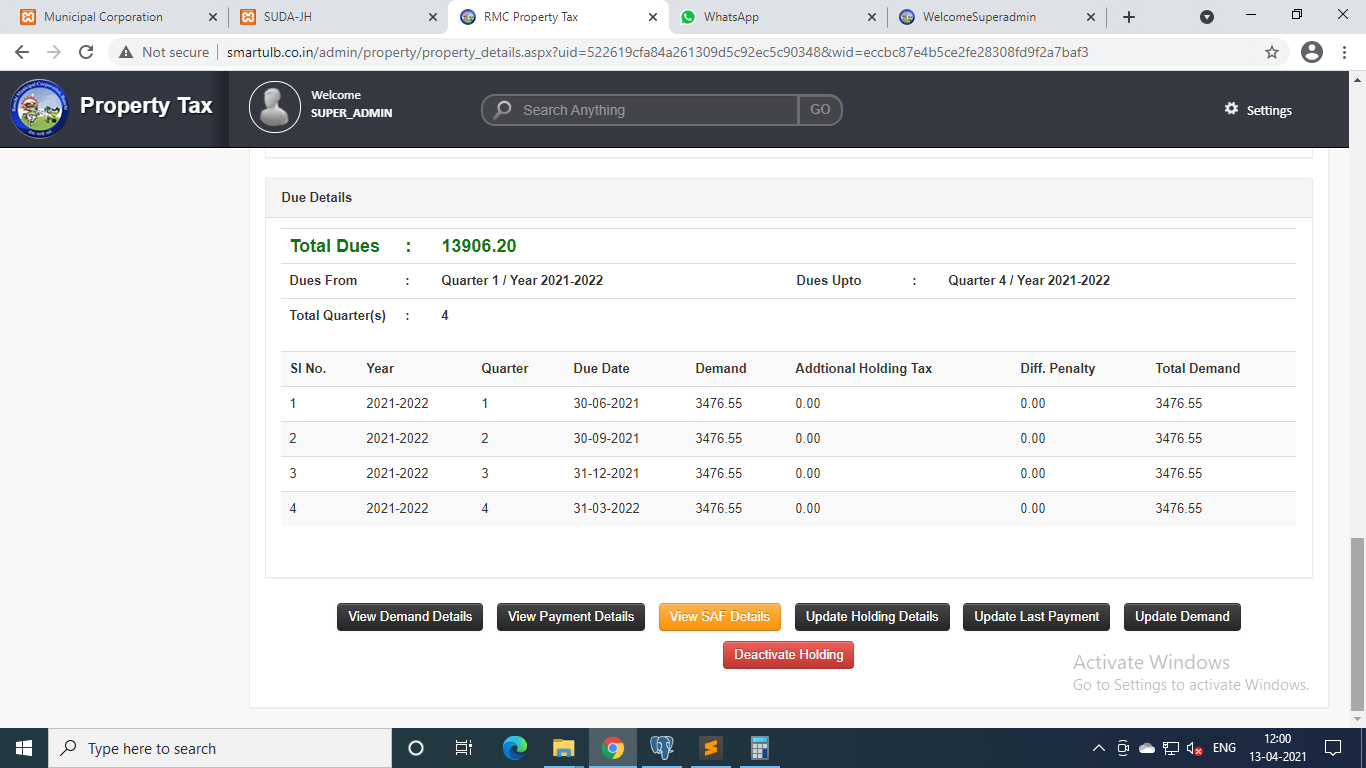 Municipal Corporation
SUDA-JH
RMC Property Tax
WhatsApp
WelcomeSuperadmin
Not secure | smartulb.co.in/admin/property/property_details.aspx?uid=522619cfa84a261309d5c92ec5c90348&wid=eccbc87e4b5ce2fe28308fd9f2a7baf3
Property Tax
Welcome
SUPER_ADMIN
Search Anything GO
Settings
Due Details
Total Dues : 13906.20
Dues From : Quarter 1 / Year 2021-2022 Dues Upto : Quarter 4 / Year 2021-2022
Total Quarter(s) : 4
Sl No. Year Quarter Due Date Demand Addtional Holding Tax Diff. Penalty Total Demand
1 2021-2022 1 30-06-2021 3476.55 0.00 0.00 3476.55
2 2021-2022 2 30-09-2021 3476.55 0.00 0.00 3476.55
3 2021-2022 3 31-12-2021 3476.55 0.00 0.00 3476.55
4 2021-2022 4 31-03-2022 3476.55 0.00 0.00 3476.55
View Demand Details View Payment Details View SAF Details Update Holding Details Update Last Payment Update Demand
Deactivate Holding
Activate Windows
Go to Settings to activate Windows.
Type here to search
ENG
12:00
13-04-2021